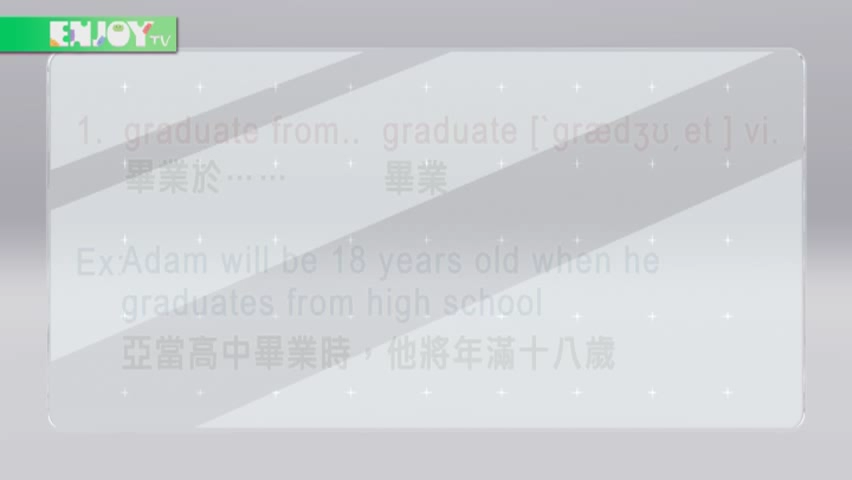 ENJOY TV
1. graduate from.. graduate [ˋgrædʒʊˏet ] vi.
畢業於…… 畢業
Ex:Adam will be 18 years old when he
graduates from high school
亞當高中畢業時，他將年滿十八歲